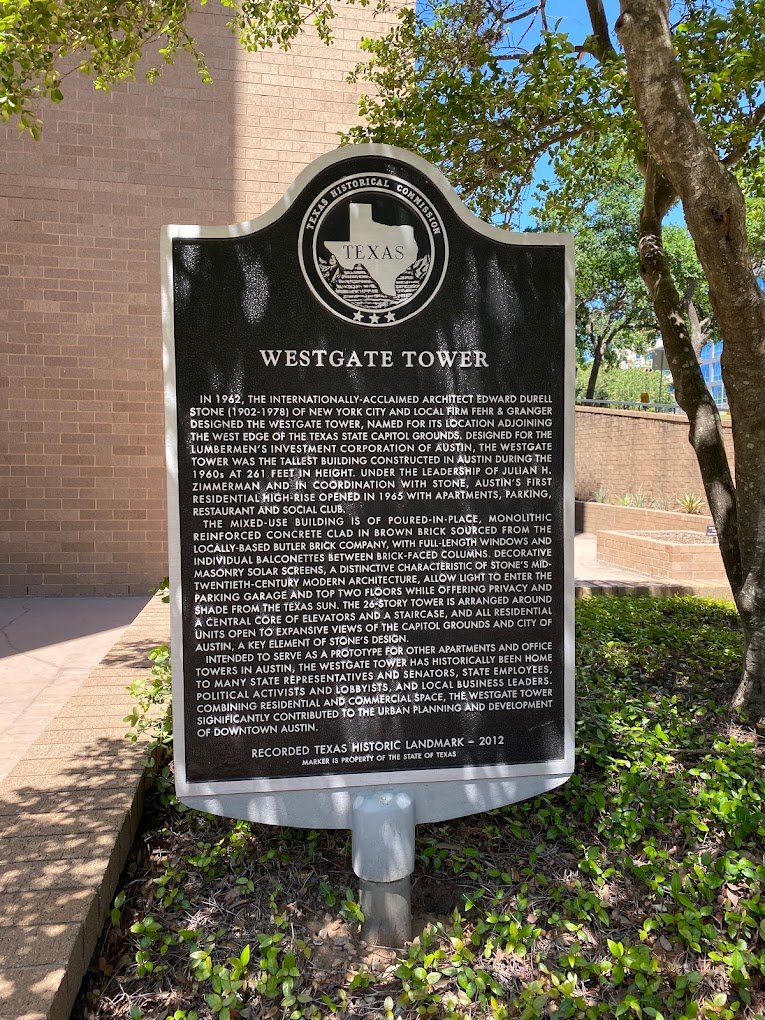 TEXAS HISTORICAL COMMISSION
TEXAS
WESTGATE TOWER
IN 1962, THE INTERNATIONALLY-ACCLAIMED ARCHITECT EDWARD DURELL
STONE (1902-1978) OF NEW YORK CITY AND LOCAL FIRM FEHR & GRANGER
DESIGNED THE WESTGATE TOWER, NAMED FOR ITS LOCATION ADJOINING
THE WEST EDGE OF THE TEXAS STATE CAPITOL GROUNDS. DESIGNED FOR THE
LUMBERMEN'S INVESTMENT CORPORATION OF AUSTIN, THE WESTGATE
TOWER WAS THE TALLEST BUILDING CONSTRUCTED IN AUSTIN DURING THE
1960s AT 261 FEET IN HEIGHT. UNDER THE LEADERSHIP OF JULIAN H.
ZIMMERMAN AND IN COORDINATION WITH STONE, AUSTIN'S FIRST
RESIDENTIAL HIGH-RISE OPENED IN 1965 WITH APARTMENTS, PARKING,
RESTAURANT AND SOCIAL CLUB.
THE MIXED-USE BUILDING IS OF POURED-IN-PLACE, MONOLITHIC
REINFORCED CONCRETE CLAD IN BROWN BRICK SOURCED FROM THE
LOCALLY-BASED BUTLER BRICK COMPANY, WITH FULL-LENGTH WINDOWS AND
INDIVIDUAL BALCONETTES BETWEEN BRICK-FACED COLUMNS. DECORATIVE
MASONRY SOLAR SCREENS, A DISTINCTIVE CHARACTERISTIC OF STONE'S MID-
TWENTIETH-CENTURY MODERN ARCHITECTURE, ALLOW LIGHT TO ENTER THE
PARKING GARAGE AND TOP TWO FLOORS WHILE OFFERING PRIVACY AND
SHADE FROM THE TEXAS SUN. THE 26-STORY TOWER IS ARRANGED AROUND
A CENTRAL CORE OF ELEVATORS AND A STAIRCASE, AND ALL RESIDENTIAL
UNITS OPEN TO EXPANSIVE VIEWS OF THE CAPITOL GROUNDS AND CITY OF
AUSTIN, A KEY ELEMENT OF STONE'S DESIGN.
INTENDED TO SERVE AS A PROTOTYPE FOR OTHER APARTMENTS AND OFFICE
TOWERS IN AUSTIN, THE WESTGATE TOWER HAS HISTORICALLY BEEN HOME
TO MANY STATE REPRESENTATIVES AND SENATORS, STATE EMPLOYEES,
POLITICAL ACTIVISTS AND LOBBYISTS, AND LOCAL BUSINESS LEADERS.
COMBINING RESIDENTIAL AND COMMERCIAL SPACE, THE WESTGATE TOWER
SIGNIFICANTLY CONTRIBUTED TO THE URBAN PLANNING AND DEVELOPMENT
OF DOWNTOWN AUSTIN.
RECORDED TEXAS HISTORIC LANDMARK – 2012
MARKER IS PROPERTY OF THE STATE OF TEXAS